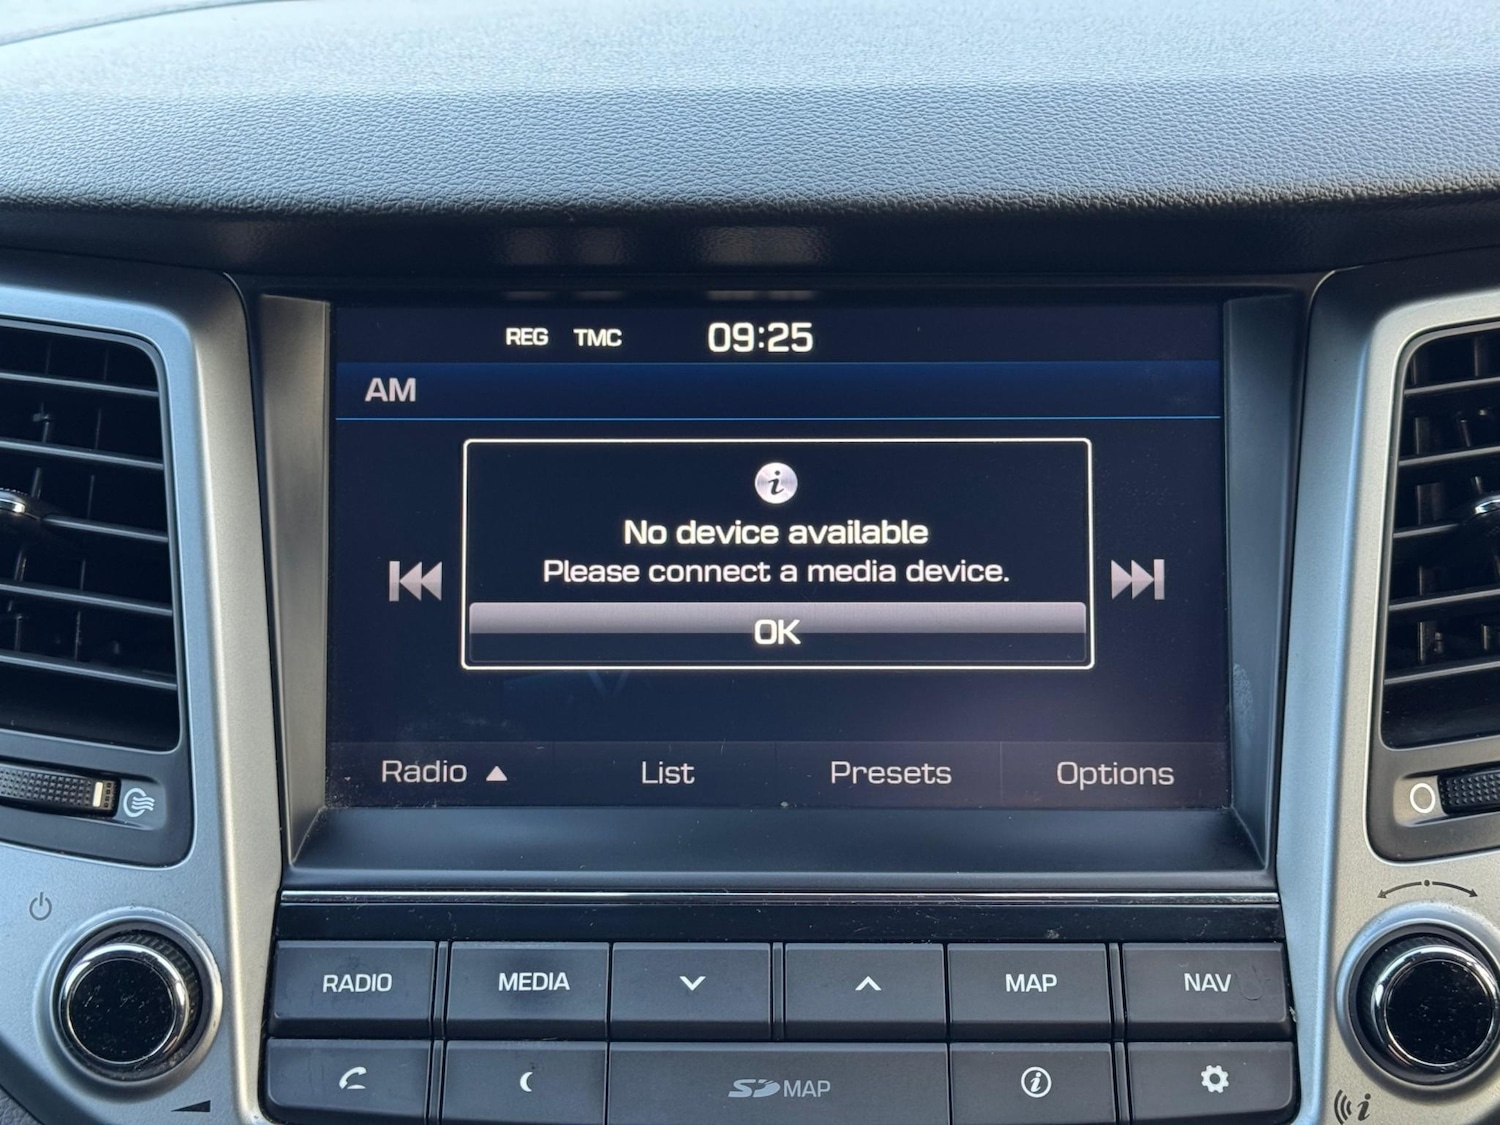 REG TMC 09:25
AM
No device available
Please connect a media device.
OK
Radio ▲ List Presets Options
RADIO MEDIA MAP NAV
SD MAP